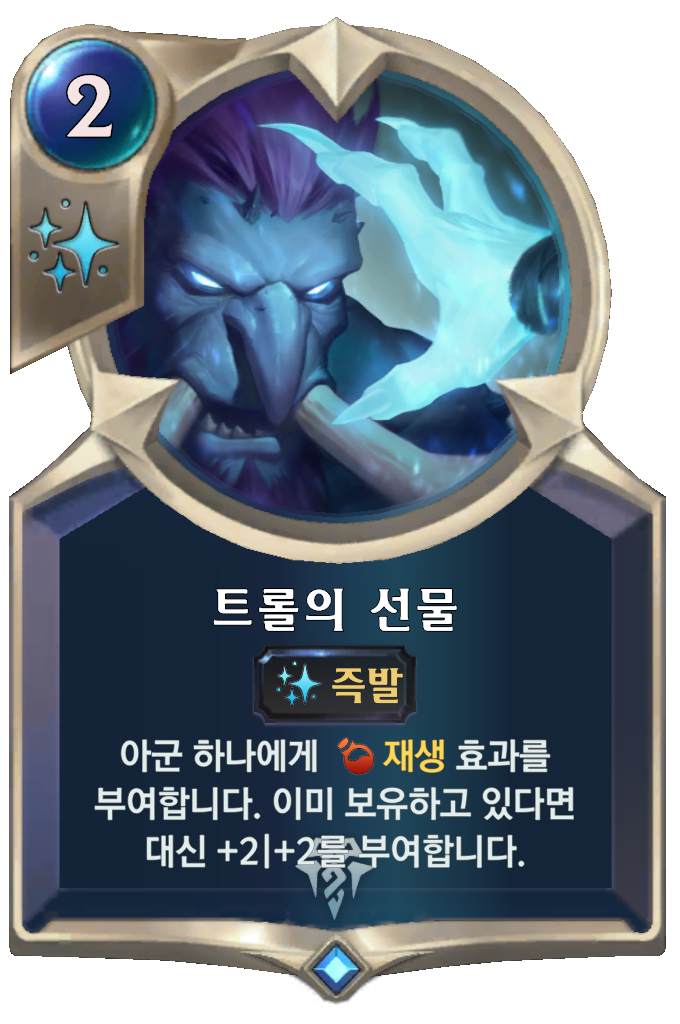 2
트롤의 선물
즉발
아군 하나에게 재생 효과를
부여합니다. 이미 보유하고 있다면
대신 +2|+2를 부여합니다.